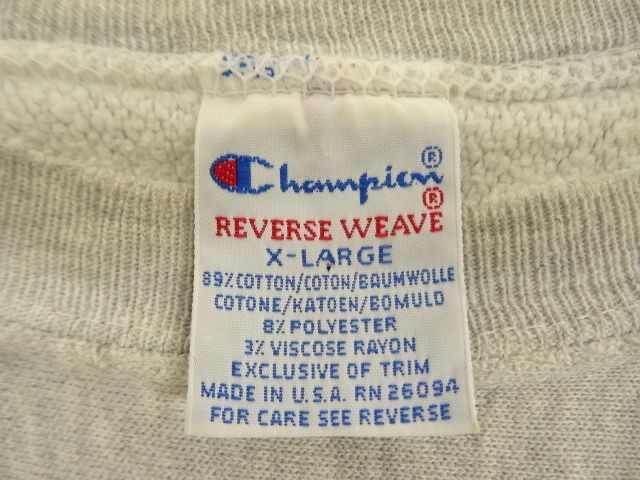 Champion®
REVERSE WEAVE®
X-LARGE
89% COTTON/COTON/BAUMWOLLE
COTONE/KATOEN/BOMULD
8% POLYESTER
3% VISCOSE RAYON
EXCLUSIVE OF TRIM
MADE IN U.S.A. RN 26094
FOR CARE SEE REVERSE